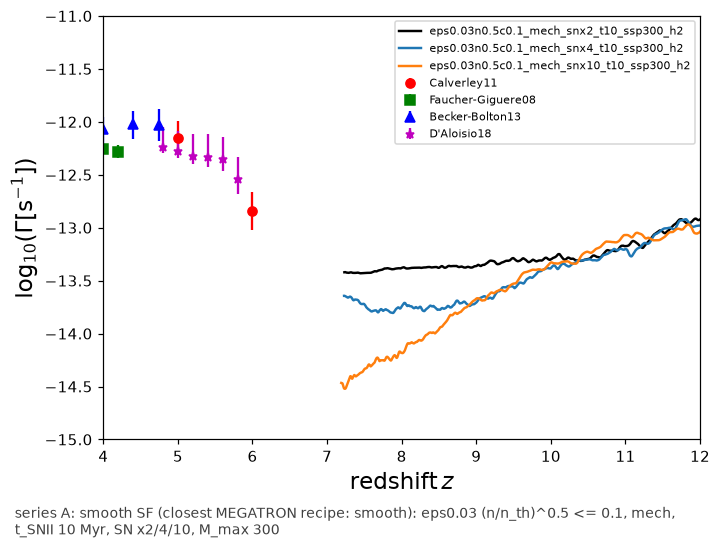 −11.0
−11.5
−12.0
−12.5
−13.0
−13.5
−14.0
−14.5
−15.0
log₁₀(Γ[s⁻¹])
eps0.03n0.5c0.1_mech_snx2_t10_ssp300_h2
eps0.03n0.5c0.1_mech_snx4_t10_ssp300_h2
eps0.03n0.5c0.1_mech_snx10_t10_ssp300_h2
Calverley11
Faucher-Giguere08
Becker-Bolton13
D'Aloisio18
4 5 6 7 8 9 10 11 12
redshift z
series A: smooth SF (closest MEGATRON recipe: smooth): eps0.03 (n/n_th)^0.5 <= 0.1, mech,
t_SNII 10 Myr, SN x2/4/10, M_max 300